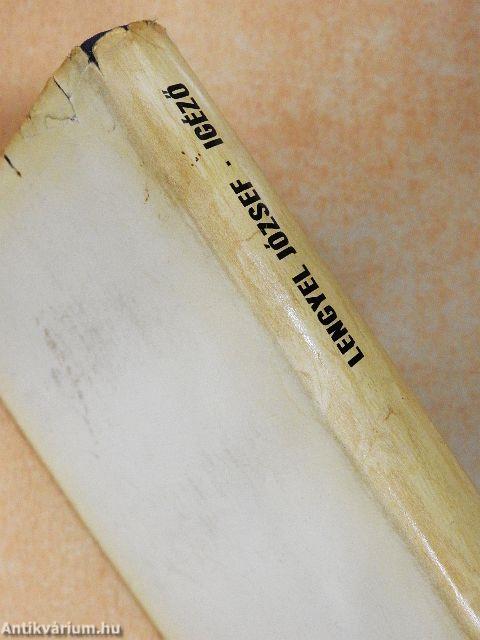 LENGYEL JÓZSEF · IGÉZŐ
Antikvárium.hu